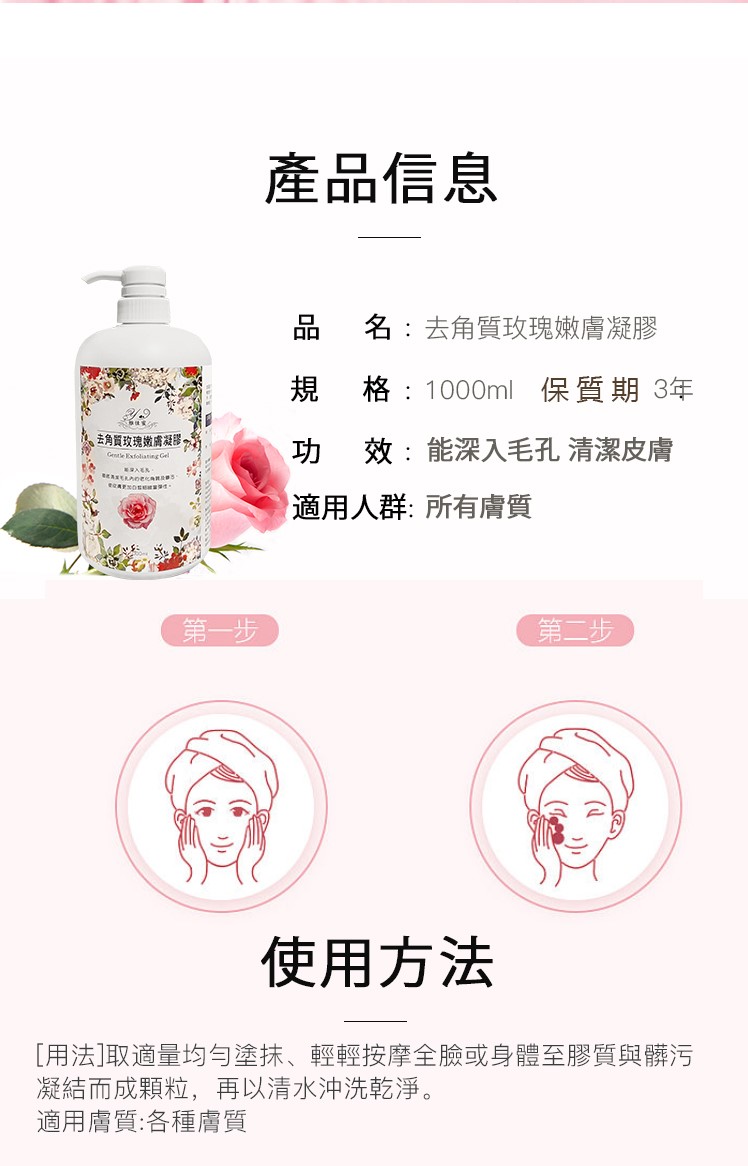 產品信息
品 名: 去角質玫瑰嫩膚凝膠
規 格: 1000ml 保質期 3年
功 效: 能深入毛孔 清潔皮膚
適用人群: 所有膚質
去角質玫瑰嫩膚凝膠
Gentle Exfoliating Gel
能深入毛孔,
第一步
第二步
使用方法
[用法]取適量均勻塗抹、輕輕按摩全臉或身體至膠質與髒污
凝結而成顆粒，再以清水沖洗乾淨。
適用膚質:各種膚質